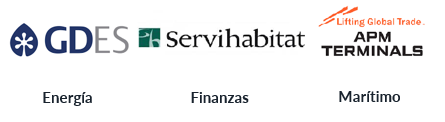 GDES
Servihabitat
Lifting Global Trade.
APM
TERMINALS
Energía
Finanzas
Marítimo